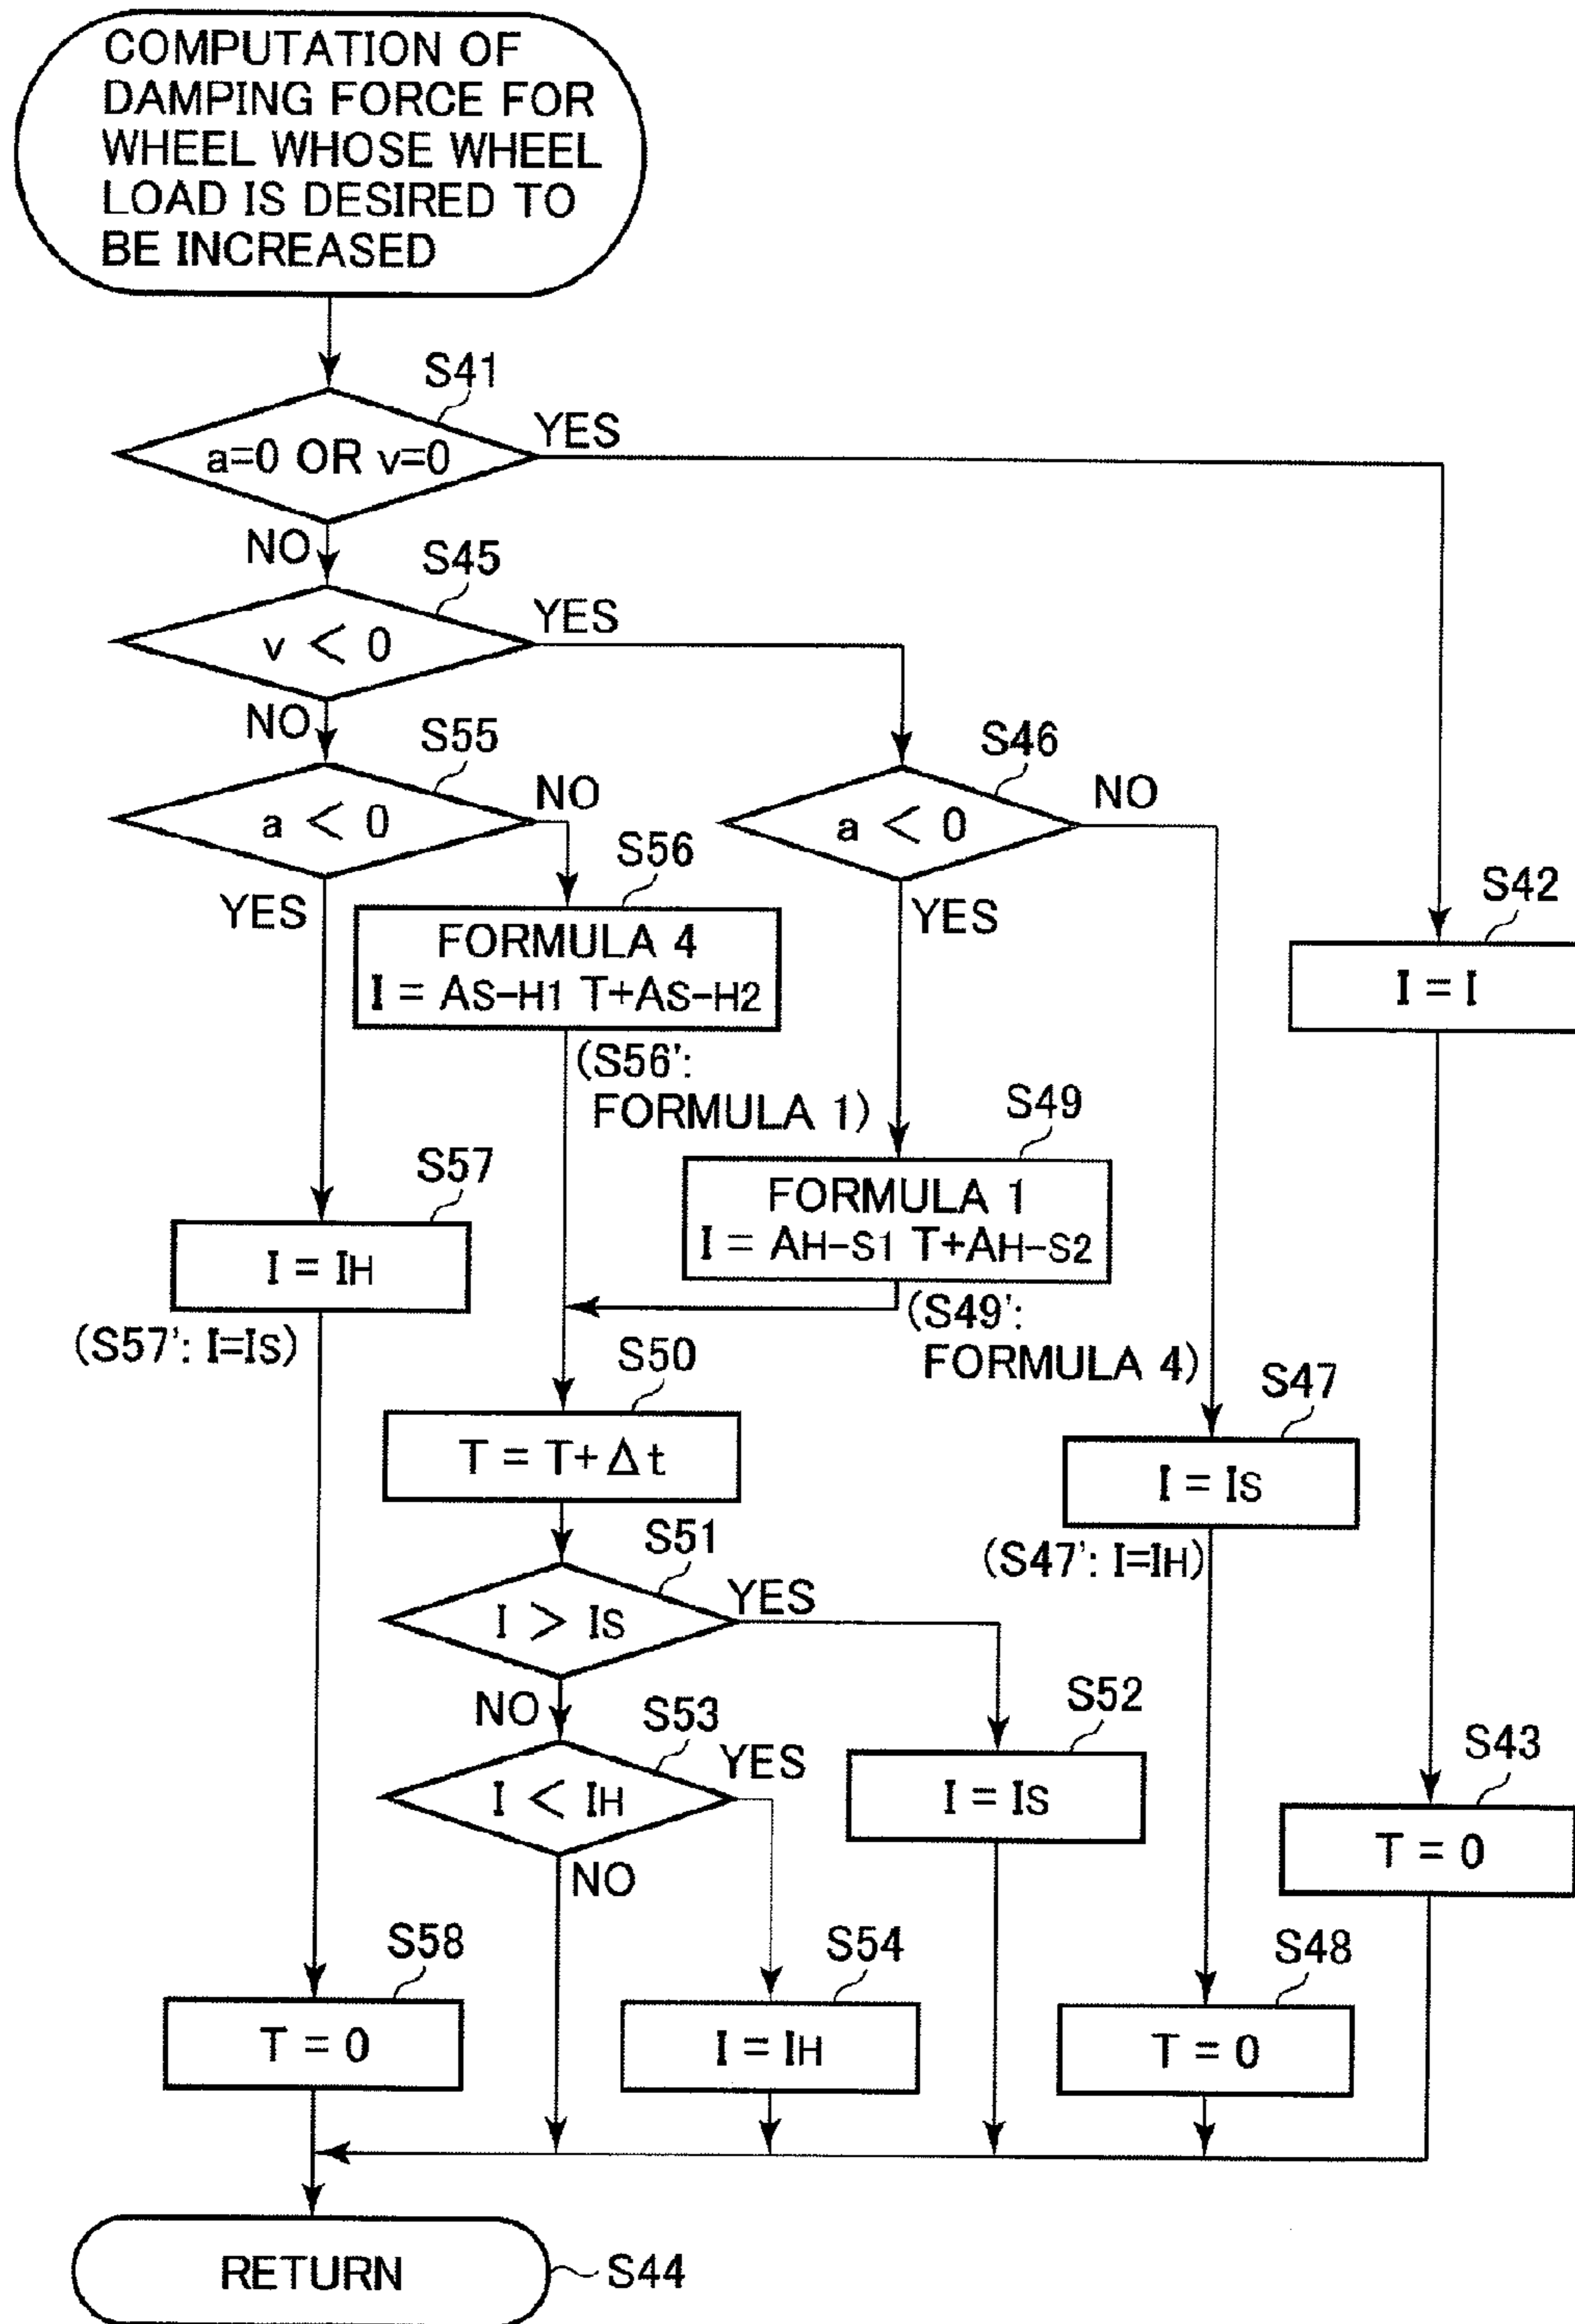 COMPUTATION OF
DAMPING FORCE FOR
WHEEL WHOSE WHEEL
LOAD IS DESIRED TO
BE INCREASED
S41
a=0 OR v=0
YES
NO
S45
v < 0
YES
NO
S55
a < 0
NO
YES
S46
a < 0
NO
YES
S56
FORMULA 4
I = AS-H1 T+AS-H2
(S56':
FORMULA 1)
S42
I = I
S49
FORMULA 1
I = AH-S1 T+AH-S2
(S49':
FORMULA 4)
S57
I = IH
(S57': I=IS)
S50
T = T+Δt
S47
I = IS
(S47': I=IH)
S51
I > IS
YES
NO
S53
I < IH
YES
NO
S52
I = IS
S43
T = 0
S58
T = 0
S54
I = IH
S48
T = 0
RETURN
S44